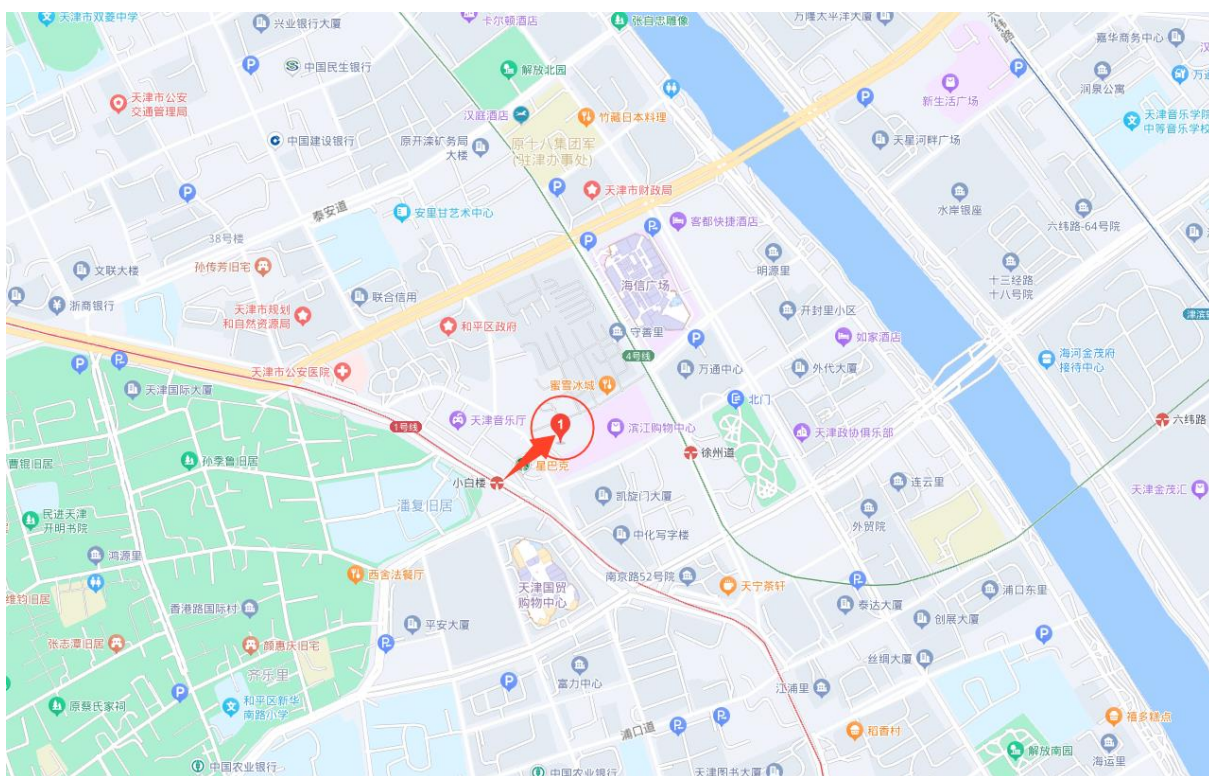 天津市双菱中学
兴业银行大厦
卡尔顿酒店
张自忠雕像
万隆太平洋大厦
六纬路
嘉华商务中心
中国民生银行
解放北园
润泉公寓
天津市公安
交通管理局
新生活广场
汉庭酒店
竹藏日本料理
天津音乐学院
中等音乐学校
中国建设银行
原开滦矿务局
大楼
原十八集团军
(驻津办事处)
天星河畔广场
天津市财政局
泰安道
安里甘艺术中心
客都快捷酒店
水岸银座
六纬路-64号院
38号楼
文联大楼
孙传芳旧宅
明源里
十三经路
十八号院
海信广场
浙商银行
联合信用
天津市规划
和自然资源局
和平区政府
开封里小区
守善里
如家酒店
4号线
海河金茂府
接待中心
天津市公安医院
万通中心
外代大厦
天津国际大厦
蜜雪冰城
北门
1号线
天津音乐厅
1
滨江购物中心
天津政协俱乐部
六纬路
曹锟旧居
孙季鲁旧居
徐州道
星巴克
小白楼
连云里
天津金茂汇
潘复旧居
凯旋门大厦
民进天津
开明书院
外贸院
中化写字楼
鸿源里
西舍法餐厅
天津国贸
购物中心
南京路52号院
天宁茶轩
浦口东里
香港路国际村
泰达大厦
平安大厦
创展大厦
张志潭旧居
颜惠庆旧宅
丝绸大厦
齐乐里
富力中心
江浦里
原蔡氏家祠
和平区新华
南路小学
浦口道
稻香村
禧多糕点
解放南园
海运里
中国农业银行
中国农业银行
天津图书大厦